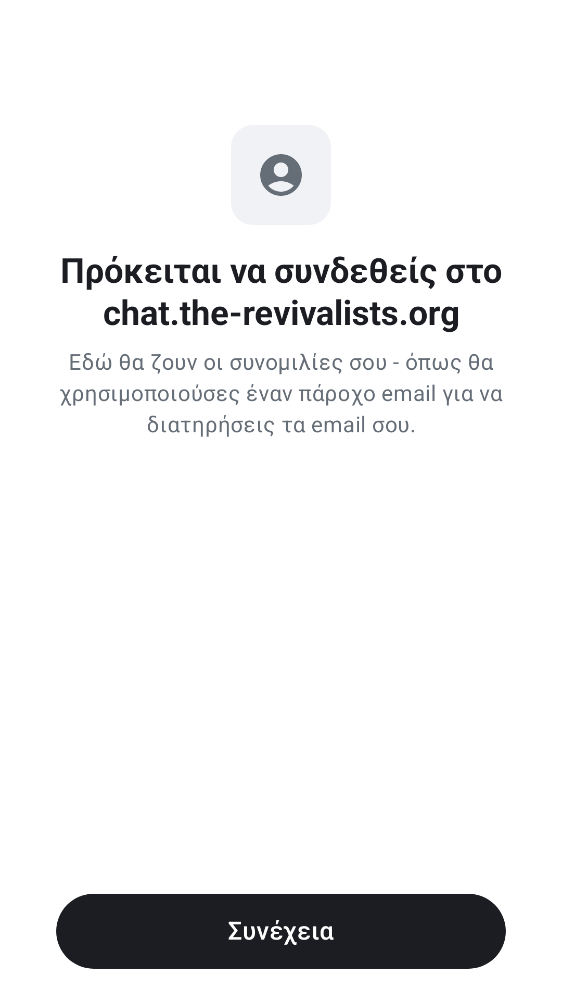 Πρόκειται να συνδεθείς στο
chat.the-revivalists.org
Εδώ θα ζουν οι συνομιλίες σου - όπως θα
χρησιμοποιούσες έναν πάροχο email για να
διατηρήσεις τα email σου.
Συνέχεια